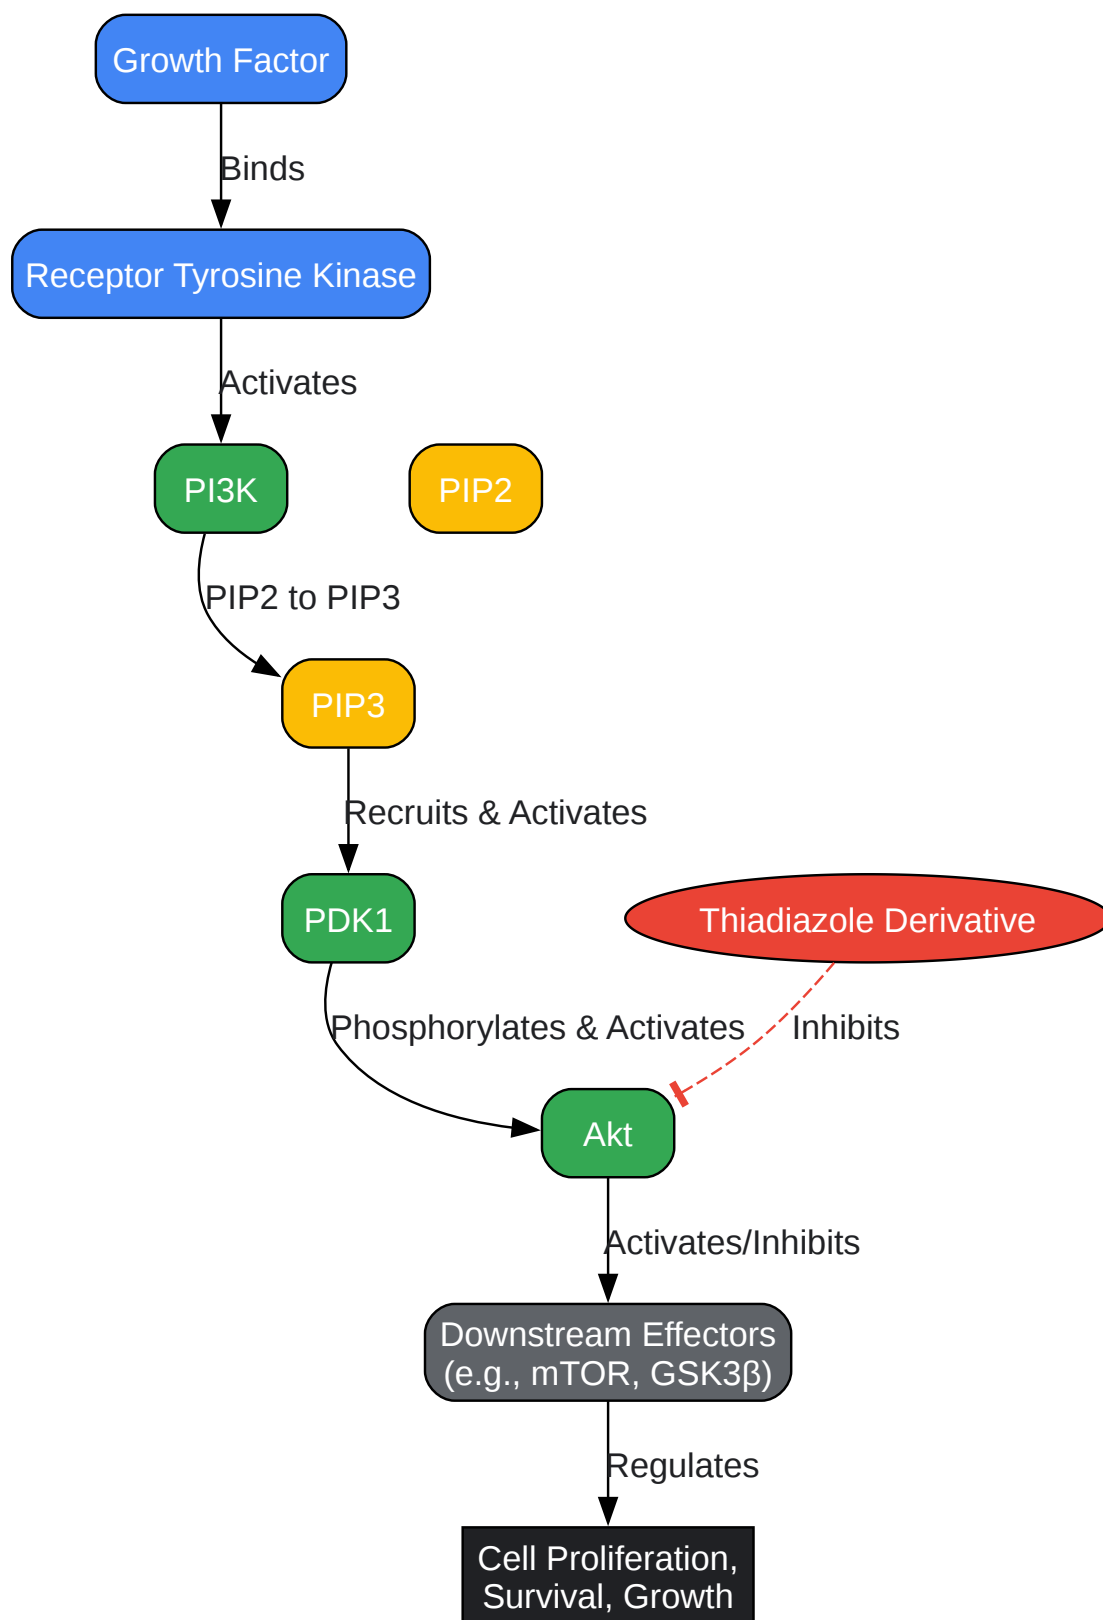 Growth Factor
Binds
Receptor Tyrosine Kinase
Activates
PI3K
PIP2
PIP2 to PIP3
PIP3
Recruits & Activates
PDK1
Thiadiazole Derivative
Phosphorylates & Activates
Inhibits
Akt
Activates/Inhibits
Downstream Effectors
(e.g., mTOR, GSK3β)
Regulates
Cell Proliferation,
Survival, Growth